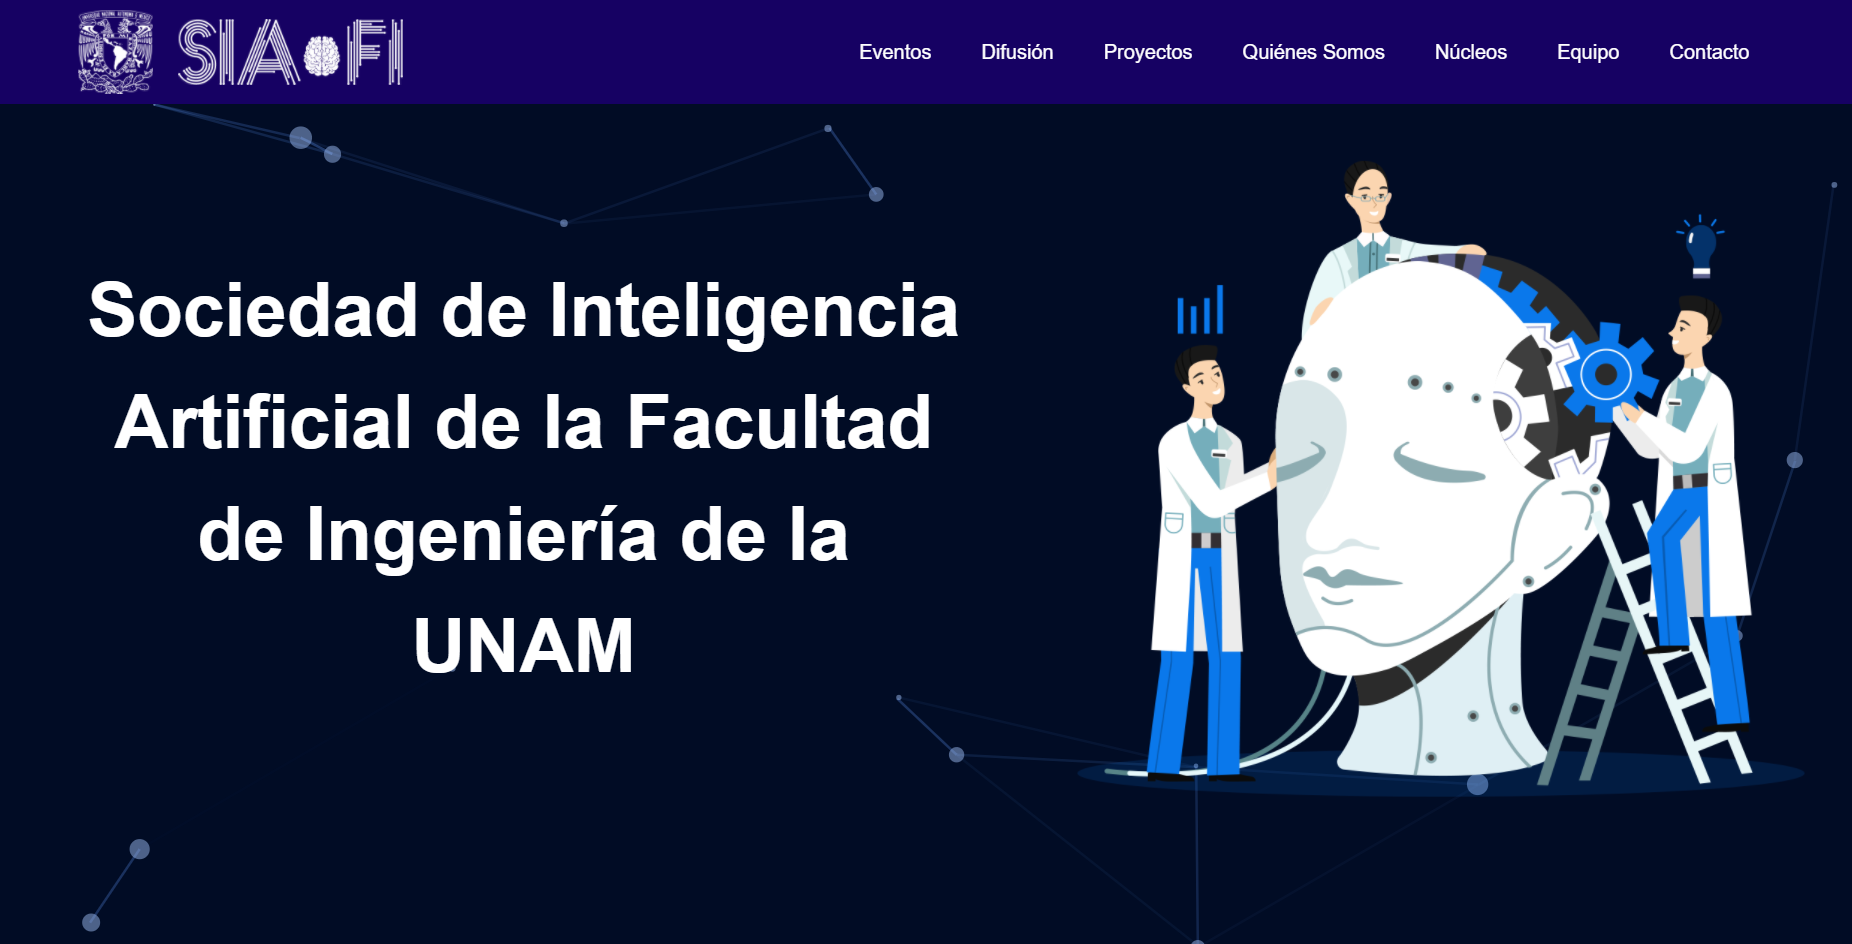 SIA FI
Eventos Difusión Proyectos Quiénes Somos Núcleos Equipo Contacto
Sociedad de Inteligencia
Artificial de la Facultad
de Ingeniería de la
UNAM